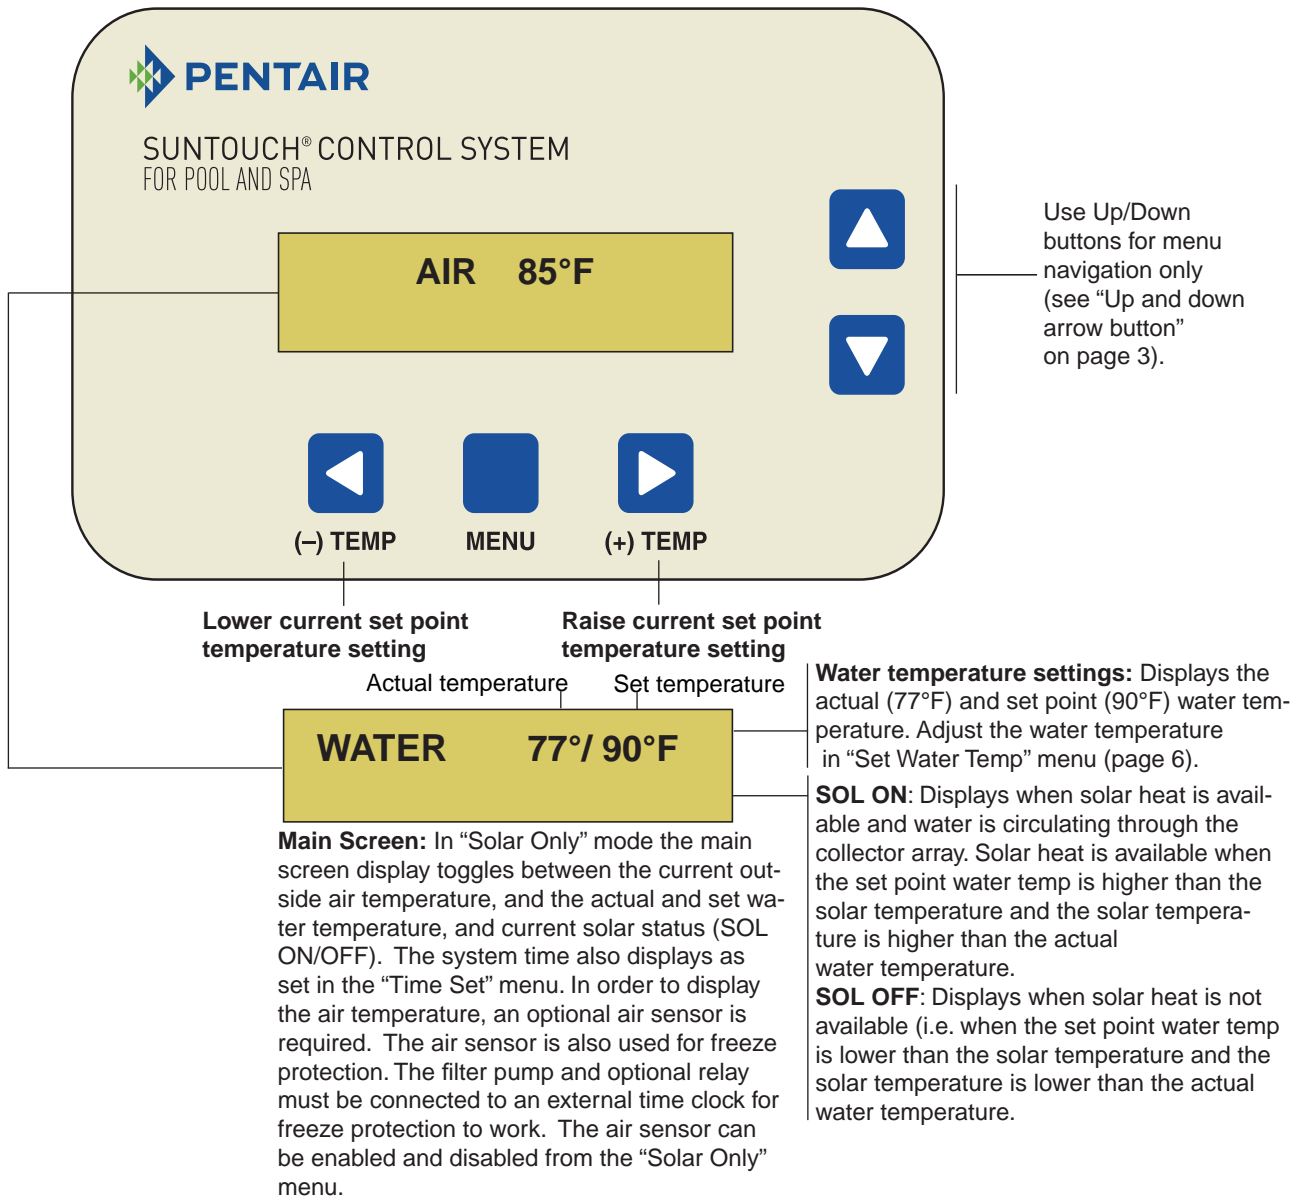 PENTAIR
SUNTOUCH® CONTROL SYSTEM
FOR POOL AND SPA
AIR 85°F
Use Up/Down
buttons for menu
navigation only
(see “Up and down
arrow button”
on page 3).
(–) TEMP
MENU
(+) TEMP
Lower current set point
temperature setting
Raise current set point
temperature setting
Actual temperature
Set temperature
WATER 77°/ 90°F
Water temperature settings: Displays the
actual (77°F) and set point (90°F) water tem-
perature. Adjust the water temperature
in “Set Water Temp” menu (page 6).
SOL ON: Displays when solar heat is avail-
able and water is circulating through the
collector array. Solar heat is available when
the set point water temp is higher than the
solar temperature and the solar tempera-
ture is higher than the actual
water temperature.
SOL OFF: Displays when solar heat is not
available (i.e. when the set point water temp
is lower than the solar temperature and the
solar temperature is lower than the actual
water temperature.
Main Screen: In “Solar Only” mode the main
screen display toggles between the current out-
side air temperature, and the actual and set wa-
ter temperature, and current solar status (SOL
ON/OFF). The system time also displays as
set in the “Time Set” menu. In order to display
the air temperature, an optional air sensor is
required. The air sensor is also used for freeze
protection. The filter pump and optional relay
must be connected to an external time clock for
freeze protection to work. The air sensor can
be enabled and disabled from the “Solar Only”
menu.